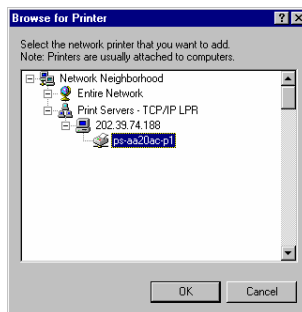 Browse for Printer
Select the network printer that you want to add.
Note: Printers are usually attached to computers.
Network Neighborhood
Entire Network
Print Servers - TCP/IP LPR
202.39.74.188
ps-aa20ac-p1
OK
Cancel